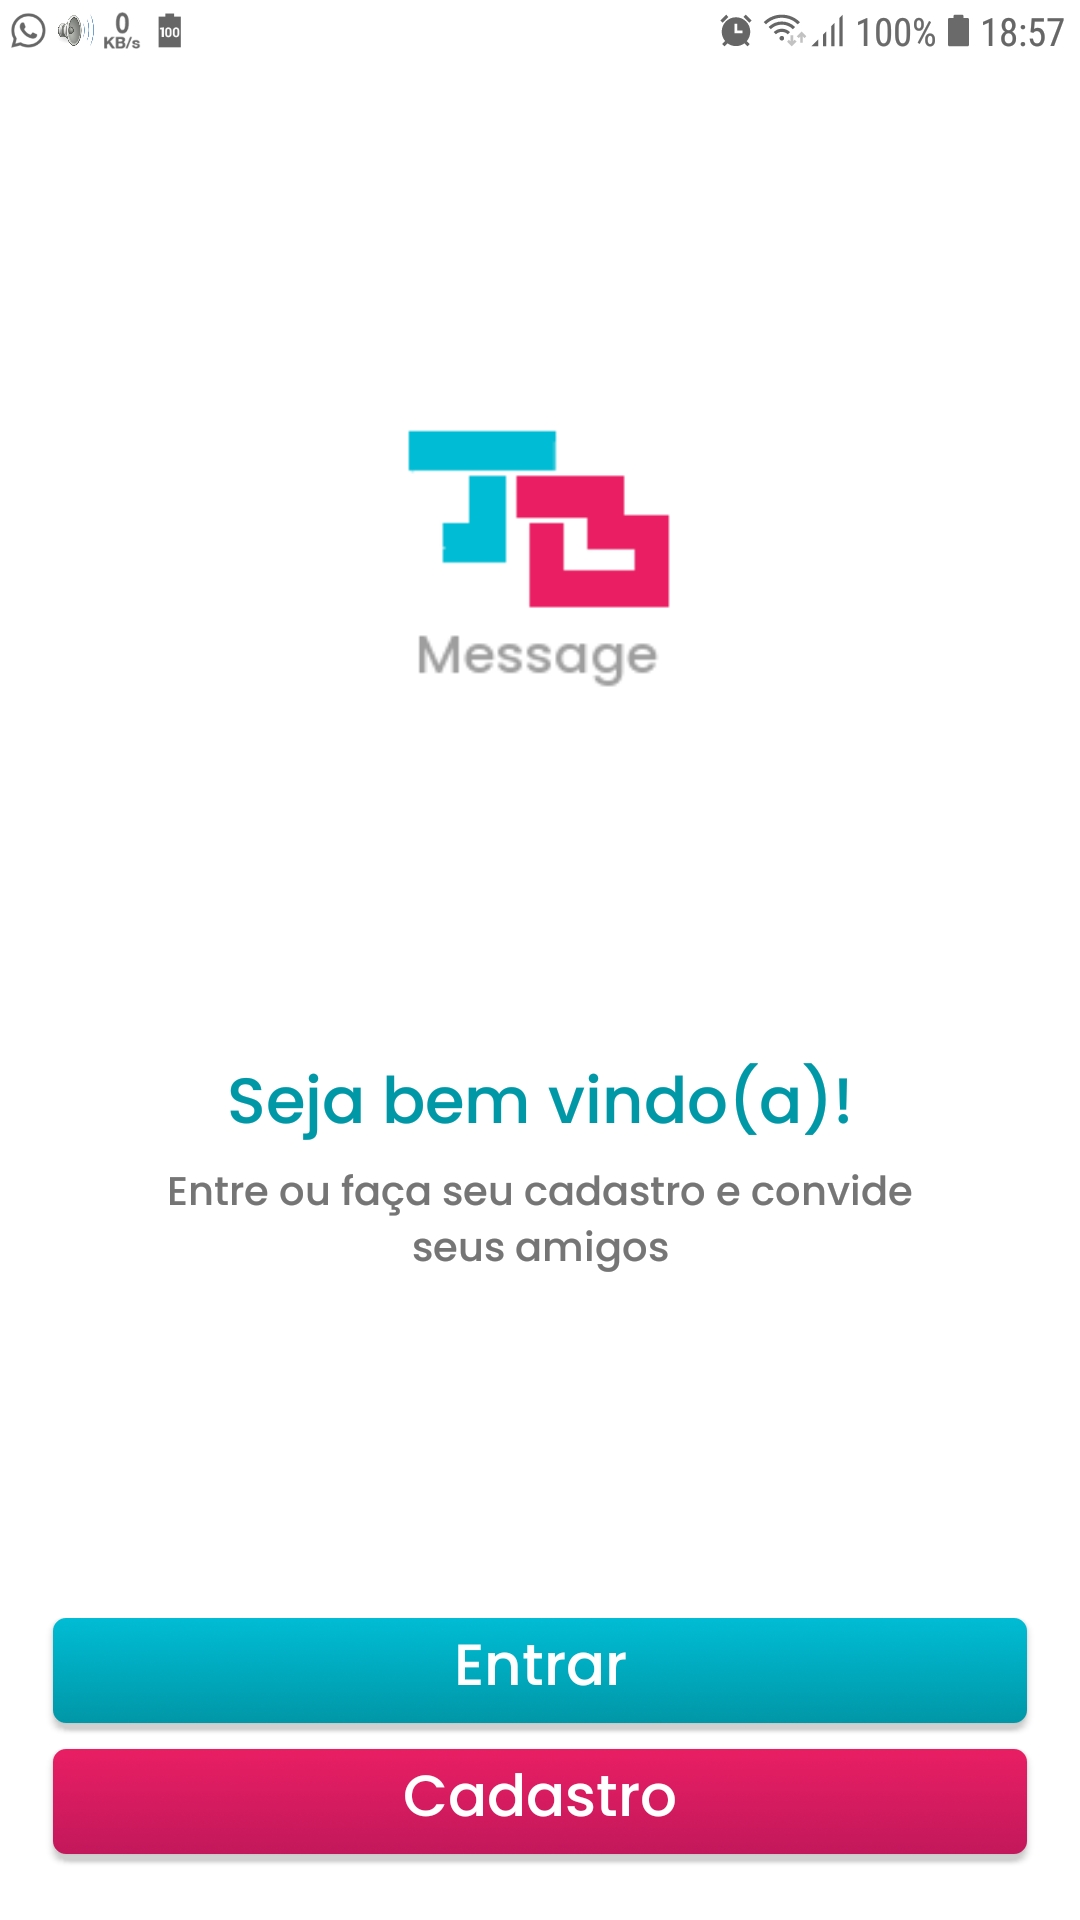 0
KB/s
100
100%
18:57
Message
Seja bem vindo(a)!
Entre ou faça seu cadastro e convide
seus amigos
Entrar
Cadastro